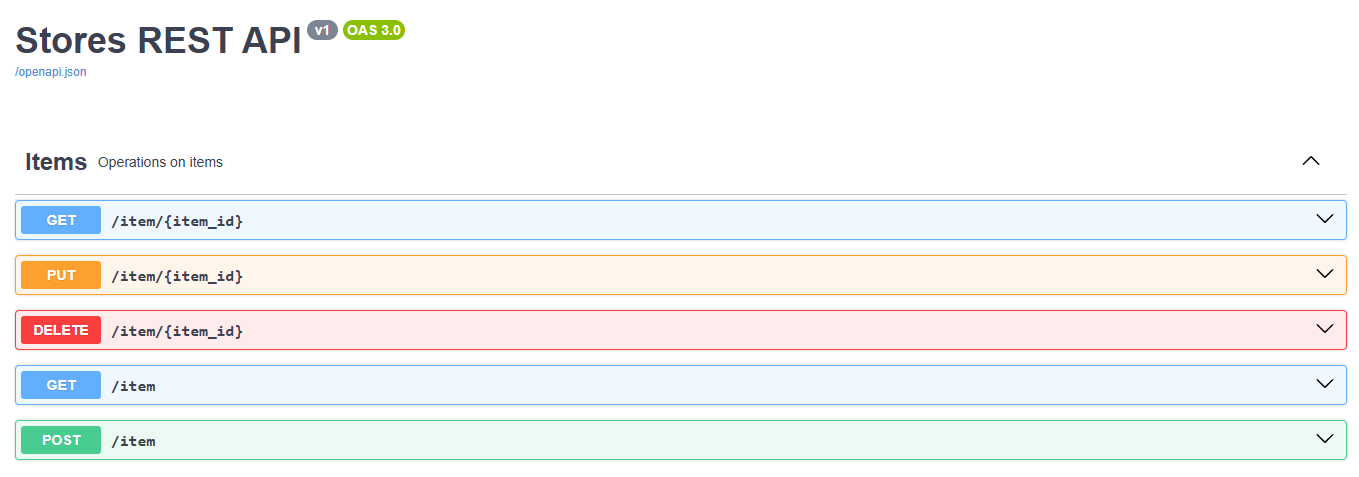 Stores REST API v1 OAS 3.0
/openapi.json
Items Operations on items
GET /item/{item_id}
PUT /item/{item_id}
DELETE /item/{item_id}
GET /item
POST /item